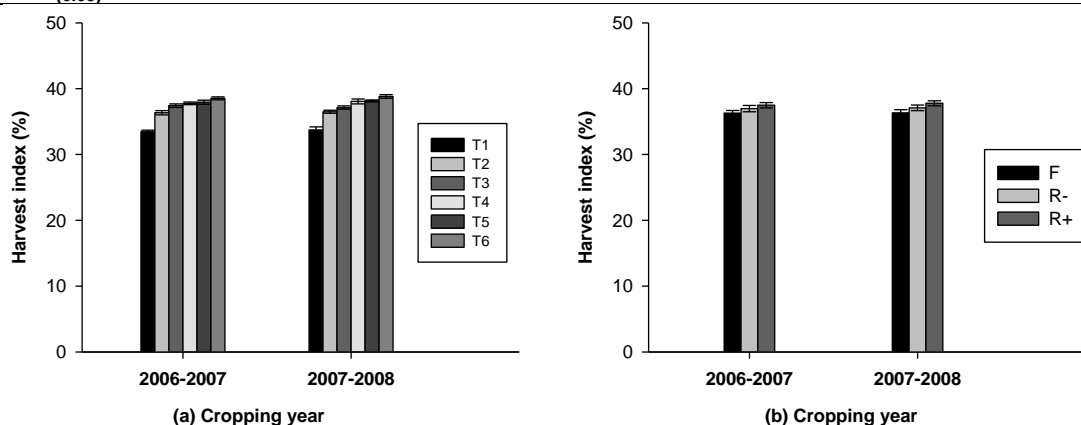 50
40
30
20
10
0
Harvest index (%)
T1
T2
T3
T4
T5
T6
2006-2007
2007-2008
(a) Cropping year
50
40
30
20
10
0
Harvest index (%)
F
R-
R+
2006-2007
2007-2008
(b) Cropping year